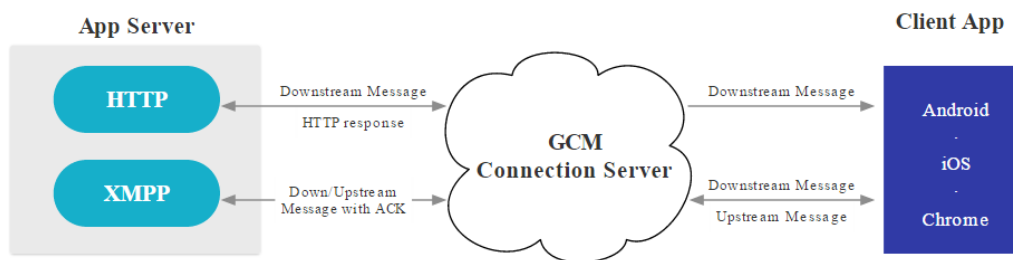 App Server
HTTP
XMPP
Downstream Message
HTTP response
Down/Upstream
Message with ACK
GCM
Connection Server
Downstream Message
Downstream Message
Upstream Message
Client App
Android
.
iOS
.
Chrome